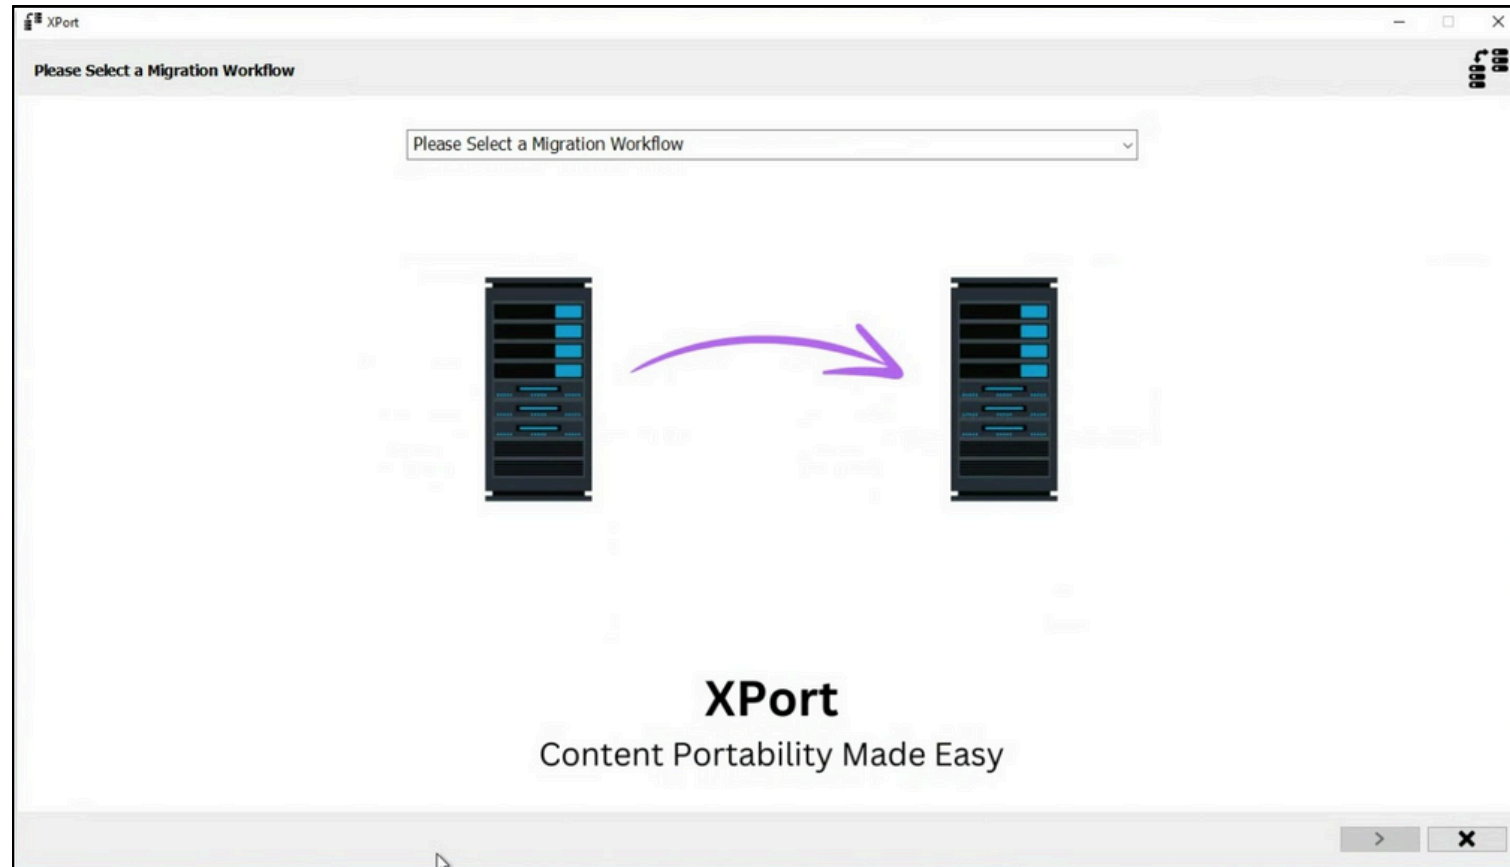 XPort
Please Select a Migration Workflow
Please Select a Migration Workflow
XPort
Content Portability Made Easy